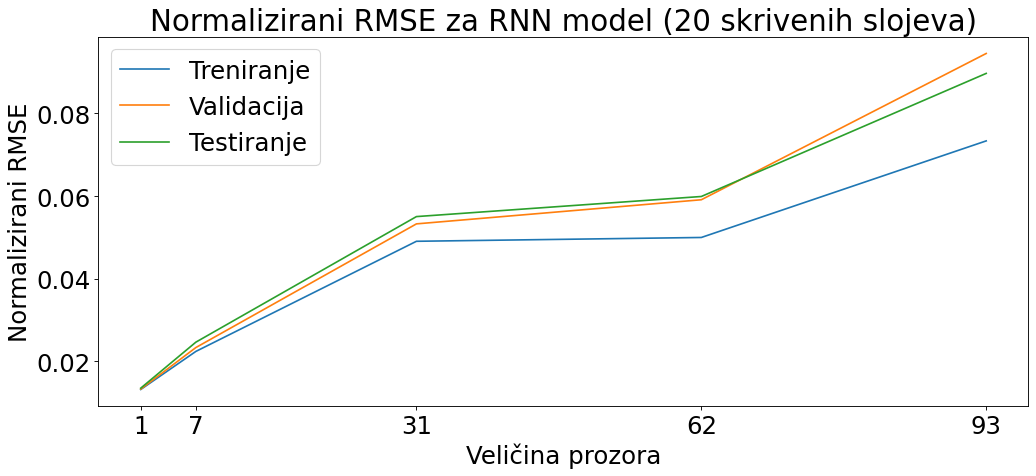 Normalizirani RMSE za RNN model (20 skrivenih slojeva)
Treniranje
Validacija
Testiranje
Normalizirani RMSE
0.08
0.06
0.04
0.02
1 7 31 62 93
Veličina prozora